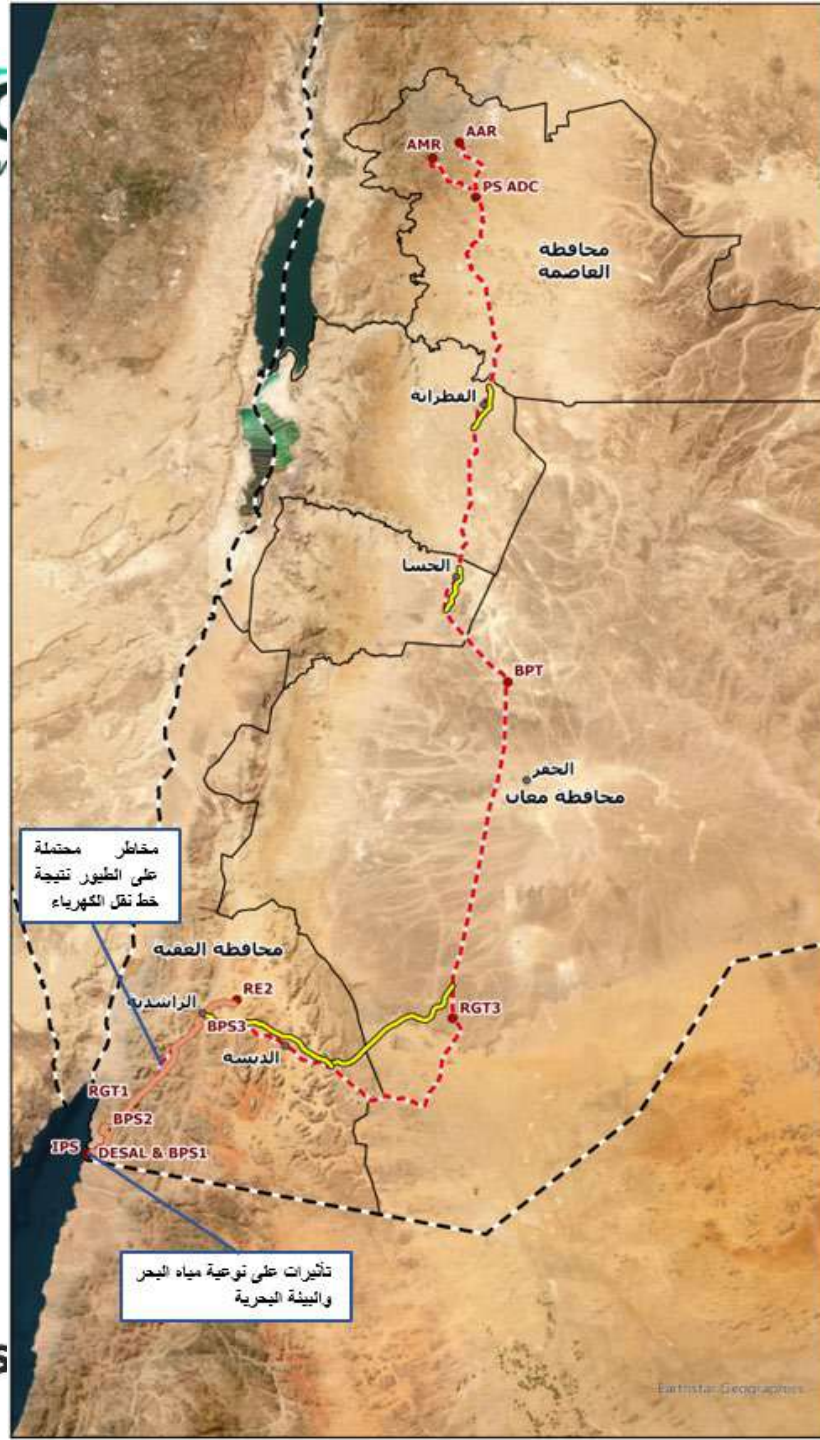 AAR
AMR
PS ADC
محافظة
العاصمة
القطرانة
الحسا
BPT
الجفر
محافظة معان
مخاطر محتملة
على الطيور نتيجة
خط نقل الكهرباء
محافظة العقبة
RE2
الراشدية
BPS3
RGT3
الديسة
RGT1
BPS2
IPS
DESAL & BPS1
تأثيرات على نوعية مياه البحر
والبيئة البحرية
Earthstar Geographics